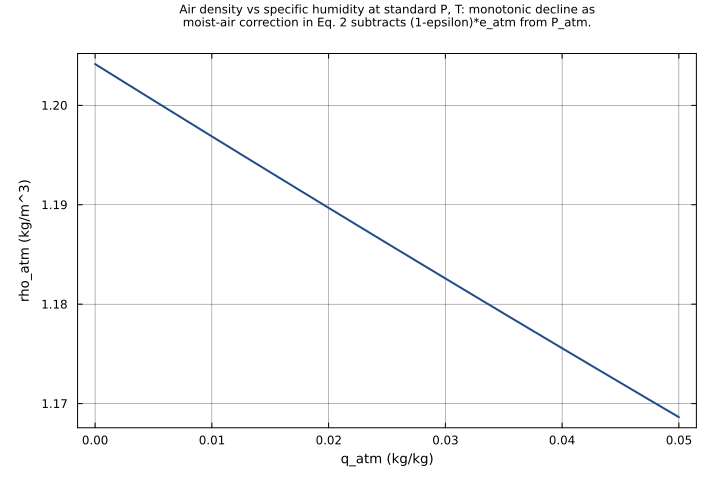 Air density vs specific humidity at standard P, T: monotonic decline as
moist-air correction in Eq. 2 subtracts (1-epsilon)*e_atm from P_atm.
rho_atm (kg/m^3)
1.20
1.19
1.18
1.17
0.00 0.01 0.02 0.03 0.04 0.05
q_atm (kg/kg)